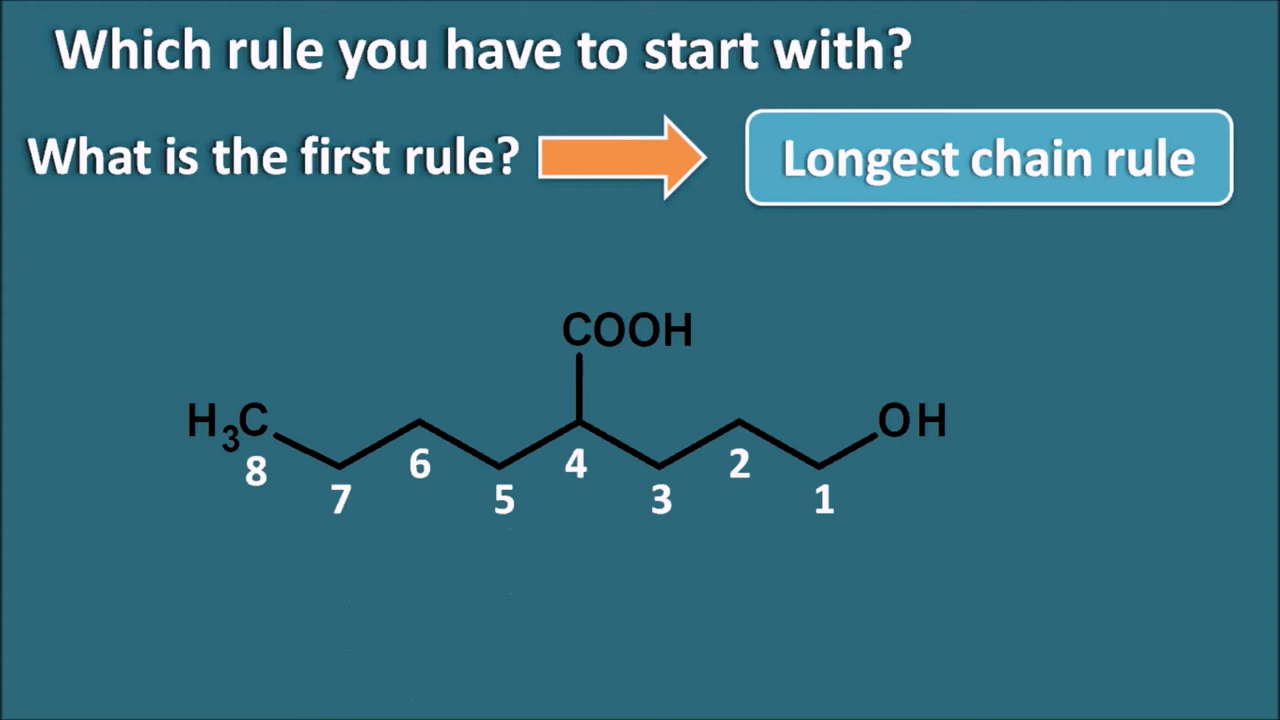 Which rule you have to start with?
What is the first rule? Longest chain rule
COOH
H3C OH
8 7 6 5 4 3 2 1